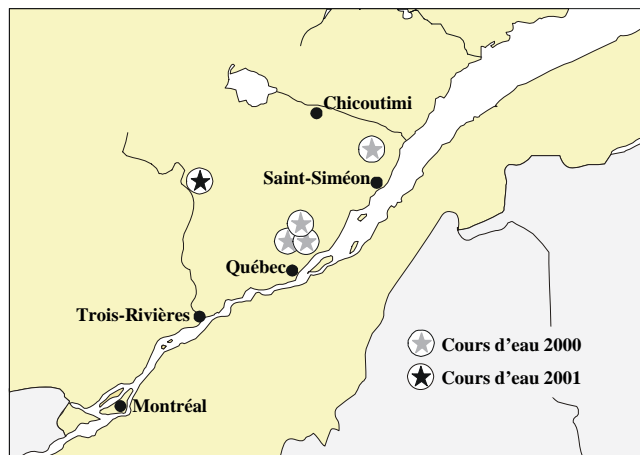 Chicoutimi
Saint-Siméon
Québec
Trois-Rivières
Cours d'eau 2000
Cours d'eau 2001
Montréal